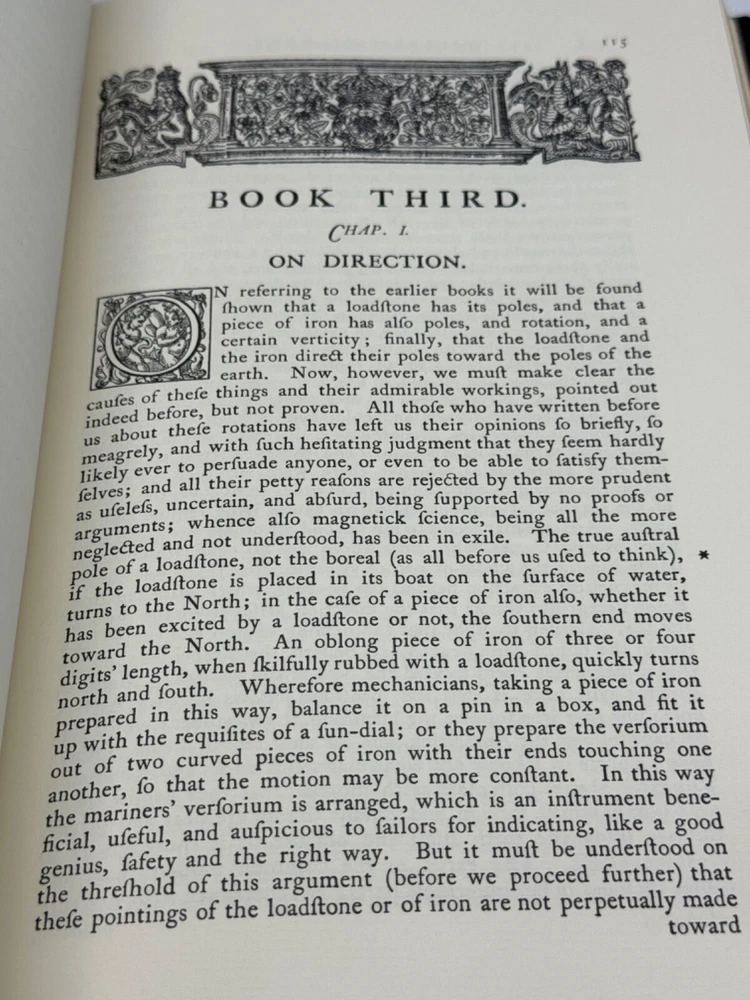 115
BOOK THIRD.
CHAP. I.
ON DIRECTION.
ON referring to the earlier books it will be found
ſhown that a loadſtone has its poles, and that a
piece of iron has alſo poles, and rotation, and a
certain verticity; finally, that the loadſtone and
the iron direct their poles toward the poles of the
earth. Now, however, we muſt make clear the
cauſes of theſe things and their admirable workings, pointed out
indeed before, but not proven. All thoſe who have written before
us about theſe rotations have left us their opinions ſo briefly, ſo
meagrely, and with ſuch heſitating judgment that they ſeem hardly
likely ever to perſuade anyone, or even to be able to ſatisfy them-
ſelves; and all their petty reaſons are rejected by the more prudent
as uſeleſs, uncertain, and abſurd, being ſupported by no proofs or
arguments; whence alſo magnetick ſcience, being all the more
neglected and not underſtood, has been in exile. The true auſtral
pole of a loadſtone, not the boreal (as all before us uſed to think), *
if the loadſtone is placed in its boat on the ſurface of water,
turns to the North; in the caſe of a piece of iron alſo, whether it
has been excited by a loadſtone or not, the ſouthern end moves
toward the North. An oblong piece of iron of three or four
digits' length, when ſkilfully rubbed with a loadſtone, quickly turns
north and ſouth. Wherefore mechanicians, taking a piece of iron
prepared in this way, balance it on a pin in a box, and fit it
up with the requiſites of a ſun-dial; or they prepare the verſorium
out of two curved pieces of iron with their ends touching one
another, ſo that the motion may be more conſtant. In this way
the mariners' verſorium is arranged, which is an inſtrument bene-
ficial, uſeful, and auſpicious to ſailors for indicating, like a good
genius, ſafety and the right way. But it muſt be underſtood on
the threſhold of this argument (before we proceed further) that
theſe pointings of the loadſtone or of iron are not perpetually made
toward